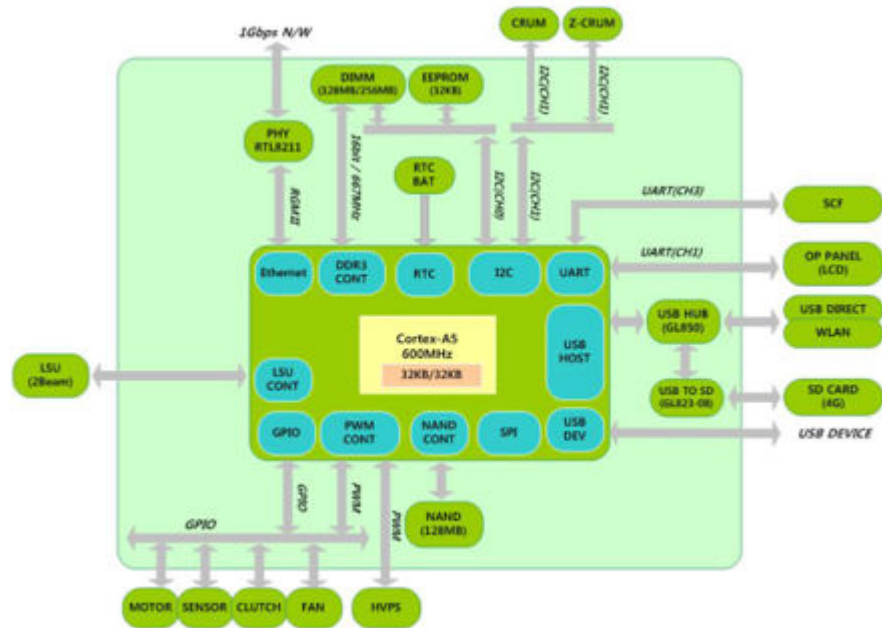 CRUM
Z-CRUM
1Gbps N/W
DIMM
(128MB/256MB)
EEPROM
(32KB)
I2C(CH1)
I2C(CH1)
PHY
RTL8211
RTC
BAT
RGMII
16bit / 667MHz
I2C(CH0)
I2C(CH1)
UART(CH3)
SCF
UART(CH1)
OP PANEL
(LCD)
Ethernet
DDR3
CONT
RTC
I2C
UART
USB HUB
(GL850)
USB DIRECT
WLAN
Cortex-A5
600MHz
32KB/32KB
USB
HOST
LSU
(2Beam)
LSU
CONT
USB TO SD
(GL823-08)
SD CARD
(4G)
GPIO
PWM
CONT
NAND
CONT
SPI
USB
DEV
USB DEVICE
GPIO
PWM
PWM
NAND
(128MB)
GPIO
MOTOR
SENSOR
CLUTCH
FAN
HVPS